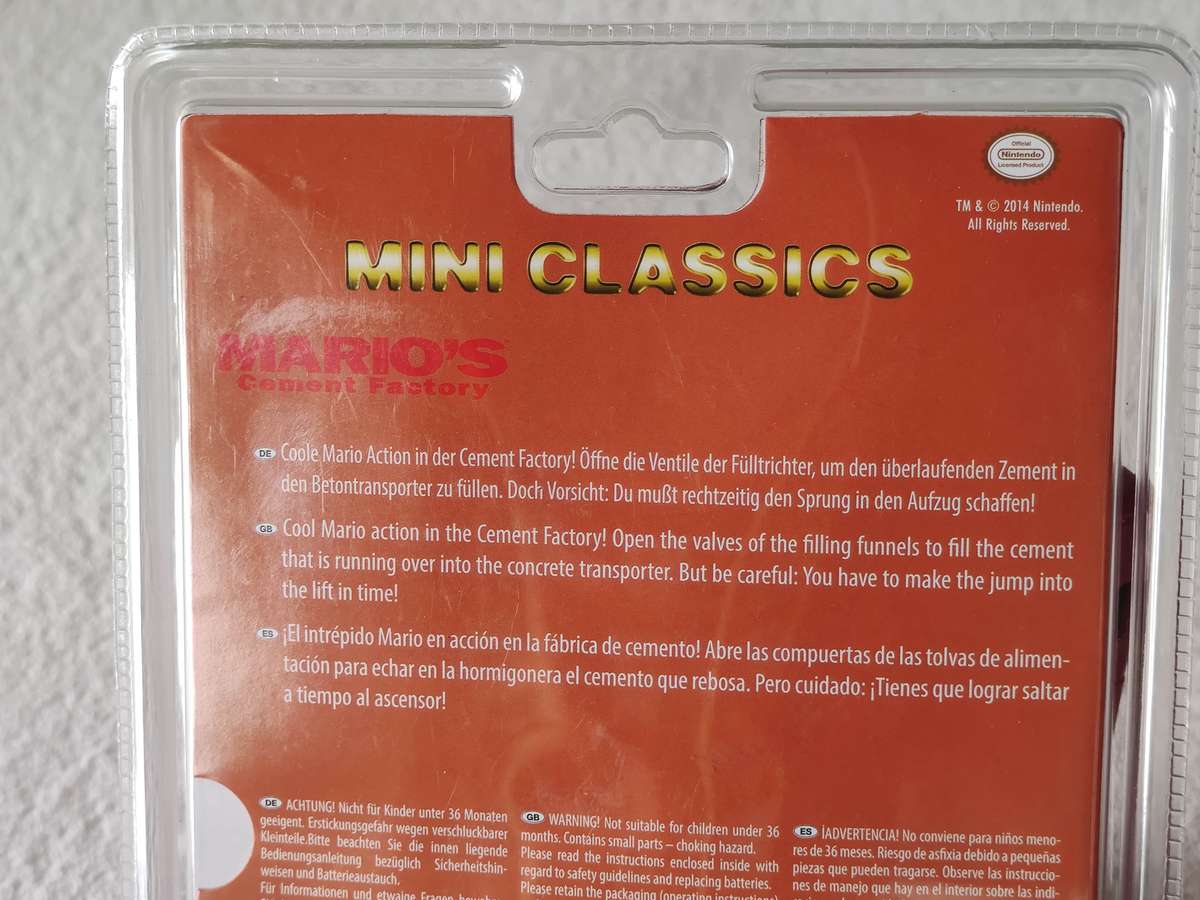 Official
Nintendo
Licensed Product
TM & © 2014 Nintendo.
All Rights Reserved.
MINI CLASSICS
MARIO'S
Cement Factory
DE Coole Mario Action in der Cement Factory! Öffne die Ventile der Fülltrichter, um den überlaufenden Zement in
den Betontransporter zu füllen. Doch Vorsicht: Du mußt rechtzeitig den Sprung in den Aufzug schaffen!
GB Cool Mario action in the Cement Factory! Open the valves of the filling funnels to fill the cement
that is running over into the concrete transporter. But be careful: You have to make the jump into
the lift in time!
ES ¡El intrépido Mario en acción en la fábrica de cemento! Abre las compuertas de las tolvas de alimen-
tación para echar en la hormigonera el cemento que rebosa. Pero cuidado: ¡Tienes que lograr saltar
a tiempo al ascensor!
DE ACHTUNG! Nicht für Kinder unter 36 Monaten
geeigent. Erstickungsgefahr wegen verschluckbarer
Kleinteile.Bitte beachten Sie die innen liegende
Bedienungsanleitung bezüglich Sicherheitshin-
weisen und Batterieaustausch.
Für Informationen und etwaige Fragen
GB WARNING! Not suitable for children under 36
months. Contains small parts – choking hazard.
Please read the instructions enclosed inside with
regard to safety guidelines and replacing batteries.
Please retain the packaging (operating instructions)
ES ¡ADVERTENCIA! No conviene para niños meno-
res de 36 meses. Riesgo de asfixia debido a pequeñas
piezas que pueden tragarse. Observe las instruccio-
nes de manejo que hay en el interior sobre las indi-